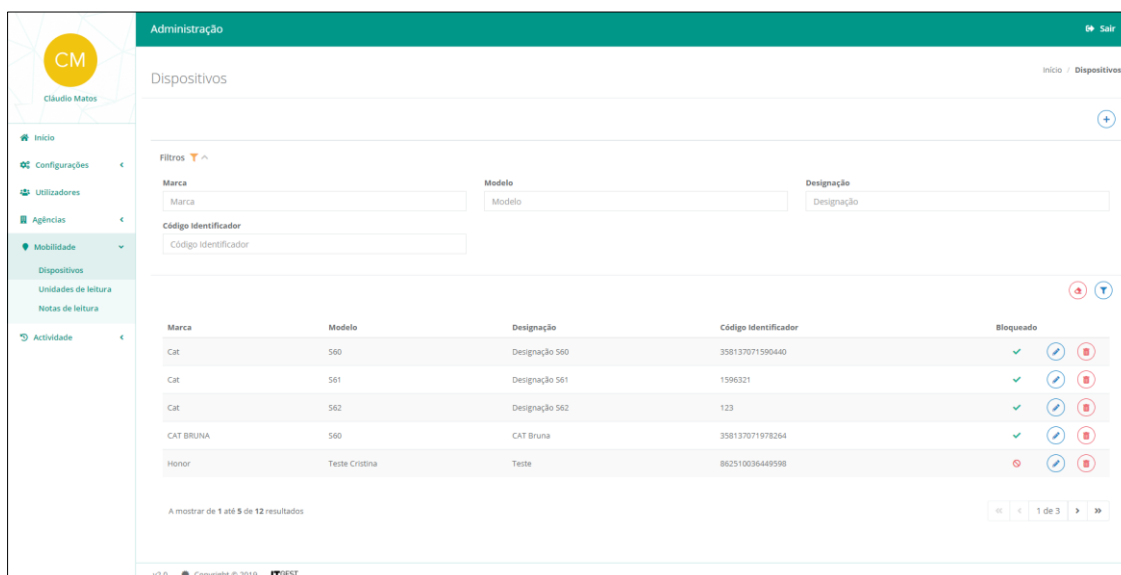 Administração
Sair
CM
Cláudio Matos
Dispositivos
Início / Dispositivos
Início
Configurações
Utilizadores
Agências
Mobilidade
Dispositivos
Unidades de leitura
Notas de leitura
Actividade
Filtros
Marca Modelo Designação
Marca Modelo Designação
Código Identificador
Código Identificador
Marca Modelo Designação Código Identificador Bloqueado
Cat S60 Designação S60 358137071590440
Cat S61 Designação S61 1596321
Cat S62 Designação S62 123
CAT BRUNA S60 CAT Bruna 358137071978264
Honor Teste Cristina Teste 862510036449598
A mostrar de 1 até 5 de 12 resultados
« < 1 de 3 > »
Copyright © 2019 ITGEST